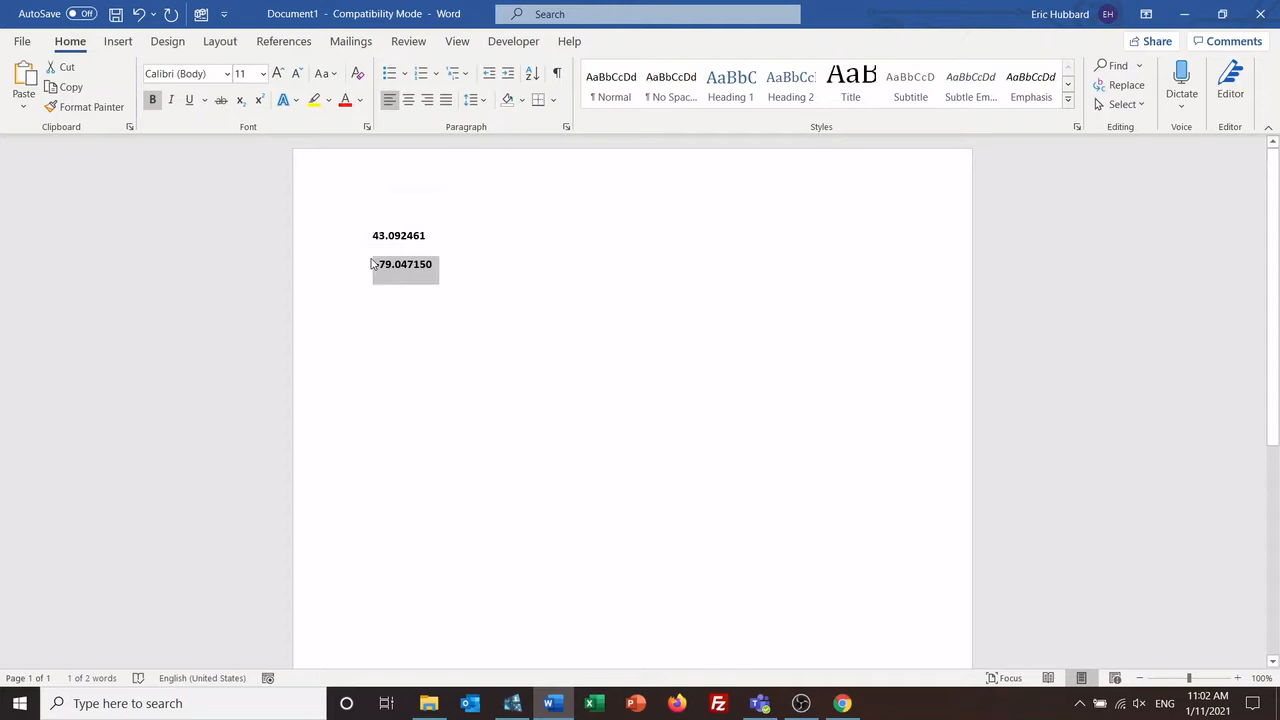 AutoSave Off Document1 - Compatibility Mode - Word Search Eric Hubbard EH
File Home Insert Design Layout References Mailings Review View Developer Help Share Comments
Paste Cut Copy Format Painter Clipboard
Calibri (Body) 11 Aa B I U ab x2 x2 A A Font
Paragraph
AaBbCcDd AaBbCcDd AaBbC AaBbCc AaB AaBbCcD AaBbCcDd AaBbCcDd
¶ Normal ¶ No Spac... Heading 1 Heading 2 Title Subtitle Subtle Em... Emphasis
Styles
Find Replace Select Editing
Dictate Voice
Editor Editor
43.092461
-79.047150
Page 1 of 1 1 of 2 words English (United States) Focus 100%
Type here to search ENG 11:02 AM
1/11/2021